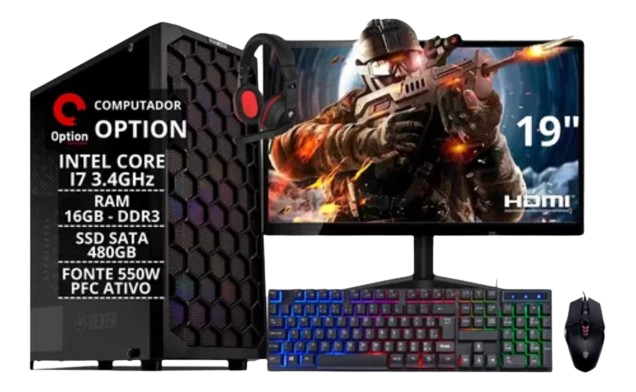 COMPUTADOR
Option OPTION
INTEL CORE
I7 3.4GHz
RAM
16GB - DDR3
SSD SATA
480GB
FONTE 550W
PFC ATIVO
19"
HDMI